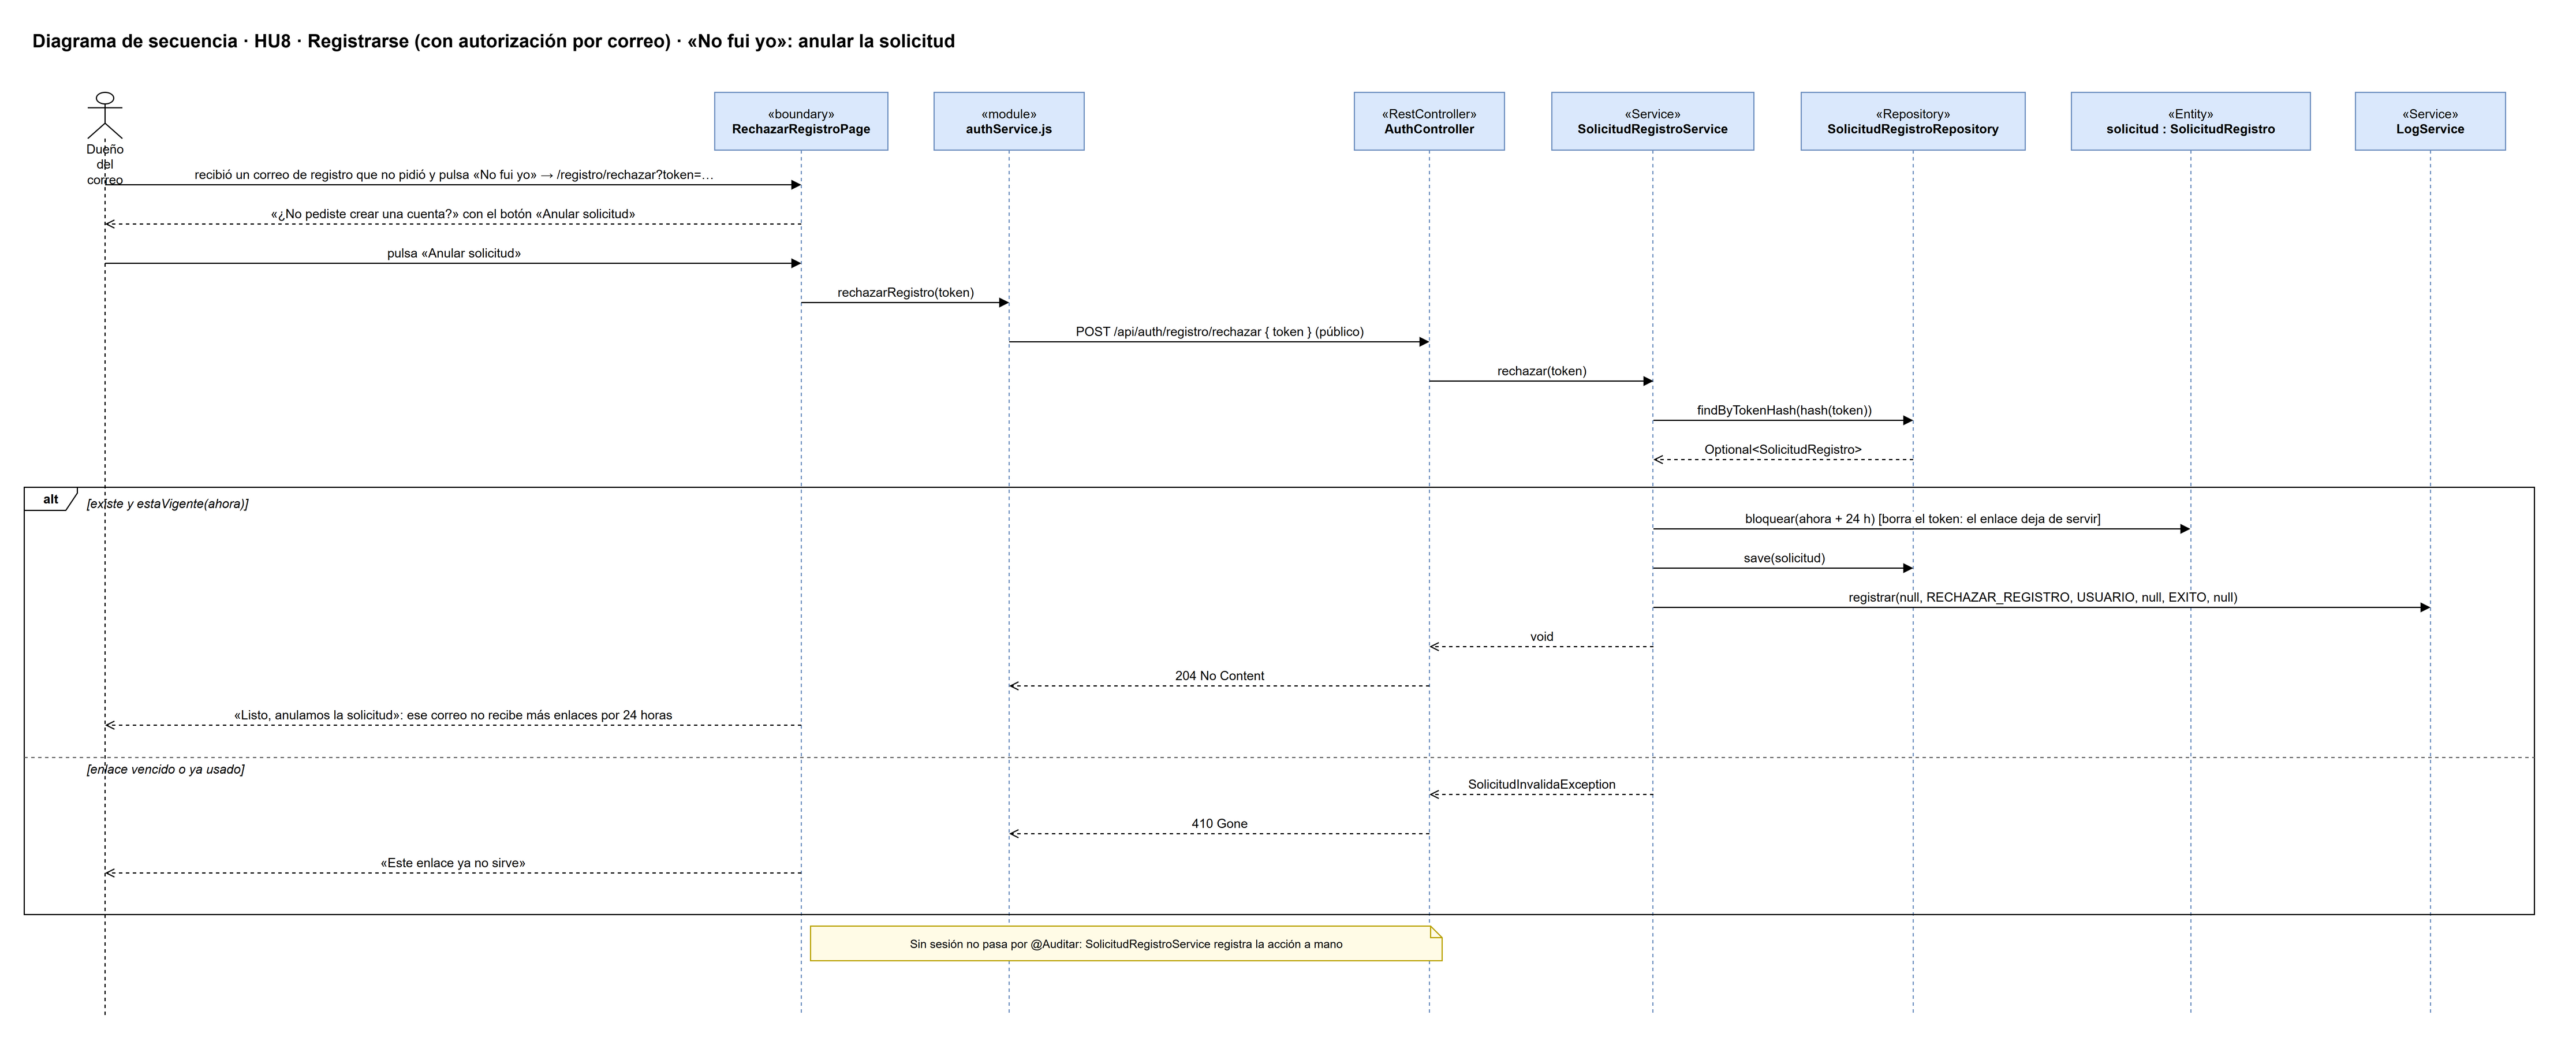 Diagrama de secuencia · HU8 · Registrarse (con autorización por correo) · «No fui yo»: anular la solicitud
Dueño
del
correo
«boundary»
RechazarRegistroPage
«module»
authService.js
«RestController»
AuthController
«Service»
SolicitudRegistroService
«Repository»
SolicitudRegistroRepository
«Entity»
solicitud : SolicitudRegistro
«Service»
LogService
recibió un correo de registro que no pidió y pulsa «No fui yo» → /registro/rechazar?token=…
«¿No pediste crear una cuenta?» con el botón «Anular solicitud»
pulsa «Anular solicitud»
rechazarRegistro(token)
POST /api/auth/registro/rechazar { token } (público)
rechazar(token)
findByTokenHash(hash(token))
Optional<SolicitudRegistro>
alt
[existe y estaVigente(ahora)]
bloquear(ahora + 24 h) [borra el token: el enlace deja de servir]
save(solicitud)
registrar(null, RECHAZAR_REGISTRO, USUARIO, null, EXITO, null)
void
204 No Content
«Listo, anulamos la solicitud»: ese correo no recibe más enlaces por 24 horas
[enlace vencido o ya usado]
SolicitudInvalidaException
410 Gone
«Este enlace ya no sirve»
Sin sesión no pasa por @Auditar: SolicitudRegistroService registra la acción a mano